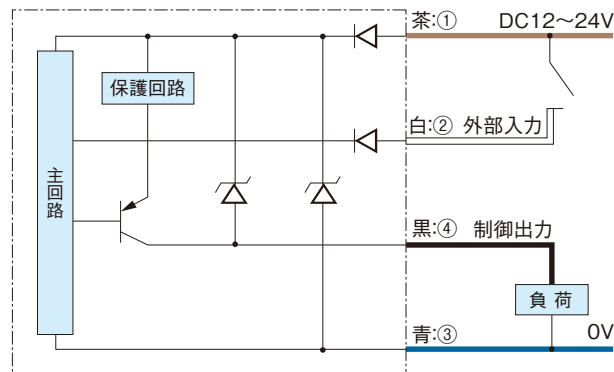 茶:① DC12～24V
保護回路
白:② 外部入力
主回路
黒:④ 制御出力
負荷
青:③ 0V